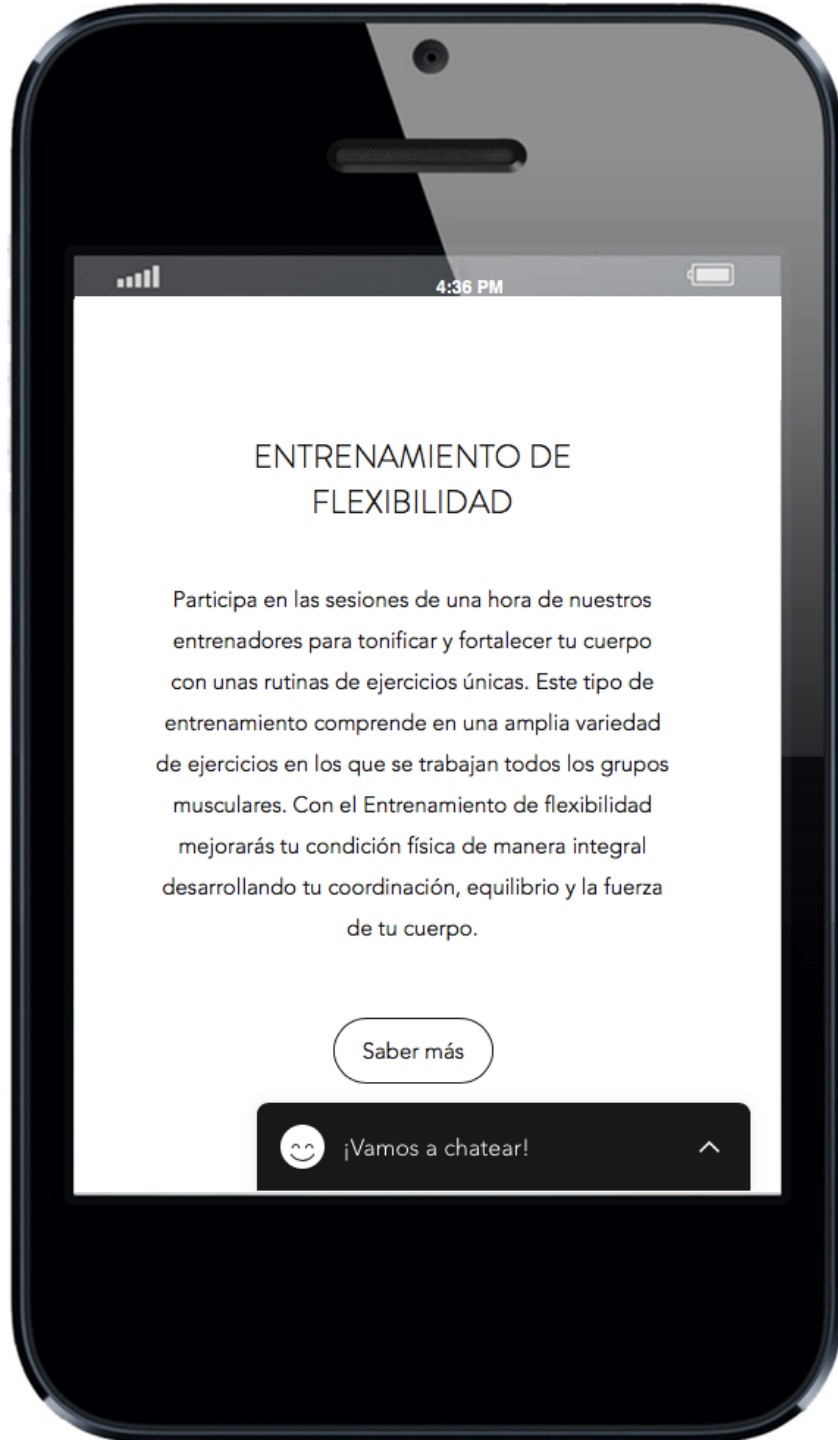 4:36 PM
ENTRENAMIENTO DE
FLEXIBILIDAD
Participa en las sesiones de una hora de nuestros
entrenadores para tonificar y fortalecer tu cuerpo
con unas rutinas de ejercicios únicas. Este tipo de
entrenamiento comprende en una amplia variedad
de ejercicios en los que se trabajan todos los grupos
musculares. Con el Entrenamiento de flexibilidad
mejorarás tu condición física de manera integral
desarrollando tu coordinación, equilibrio y la fuerza
de tu cuerpo.
Saber más
¡Vamos a chatear!